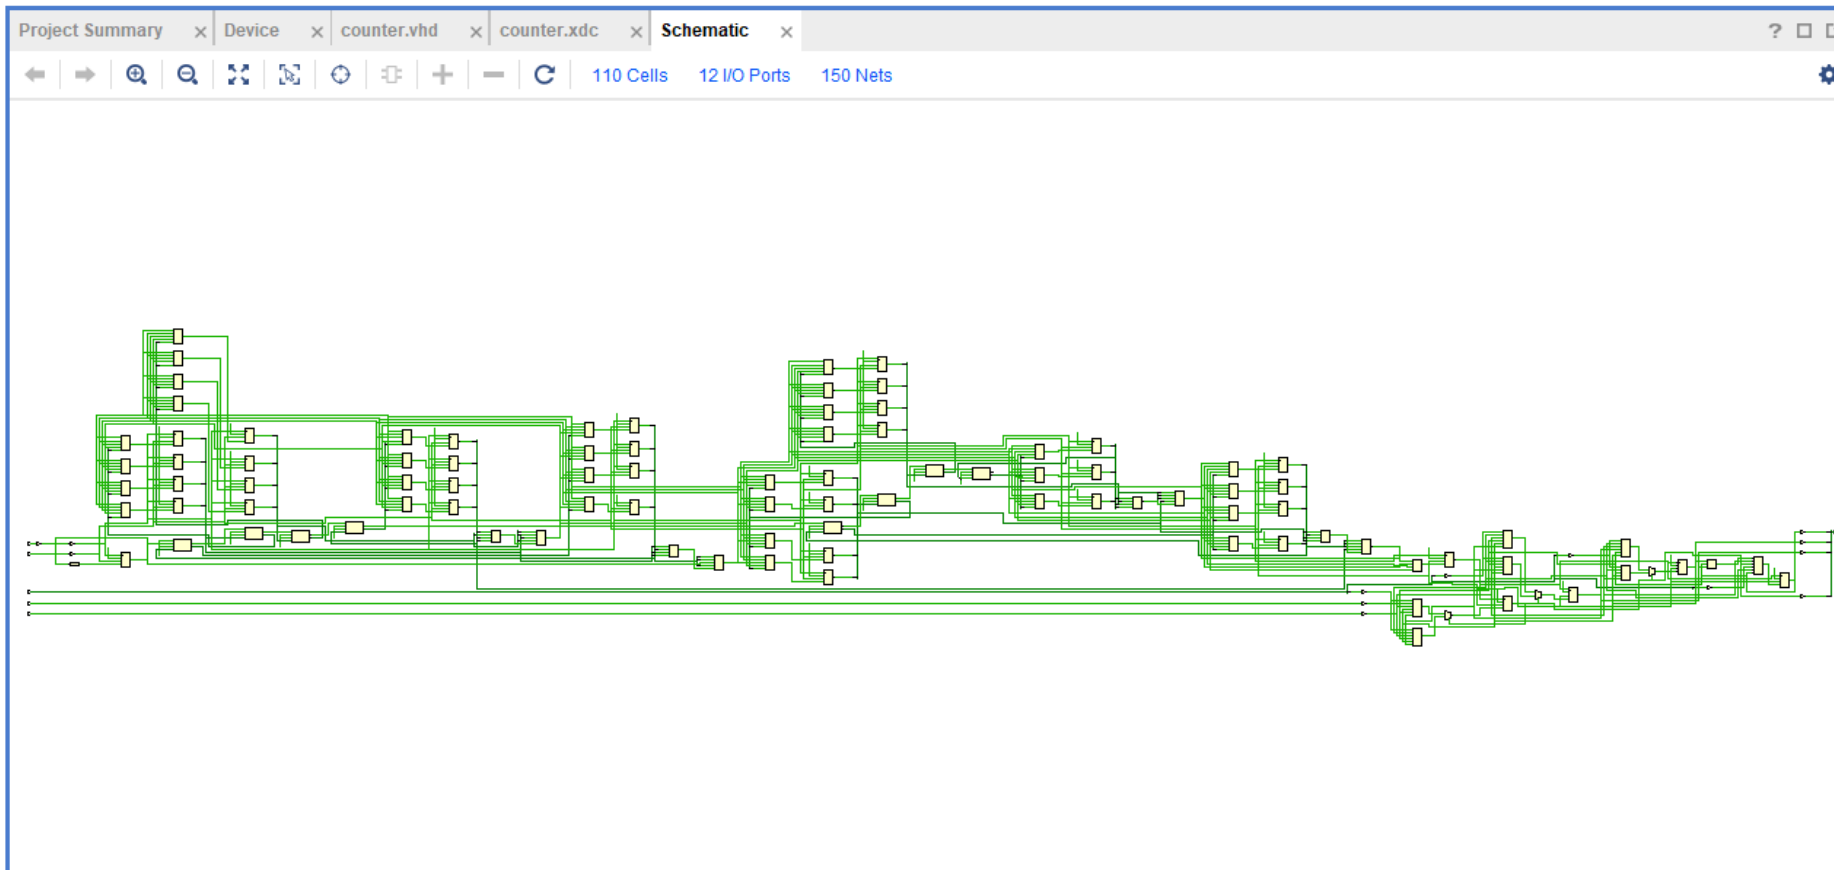 Project Summary × Device × counter.vhd × counter.xdc × Schematic × ?
110 Cells 12 I/O Ports 150 Nets